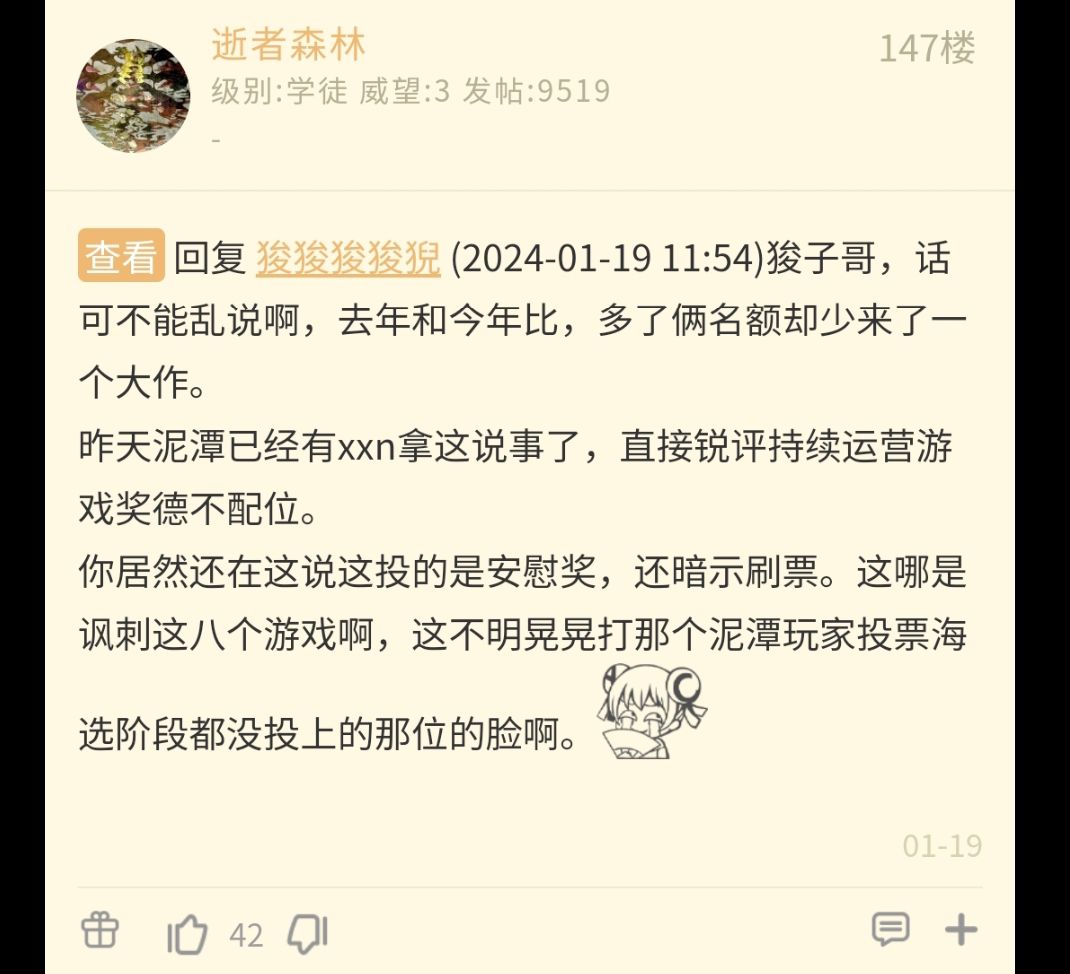 逝者森林
147楼
级别:学徒 威望:3 发帖:9519
-
查看 回复 狻狻狻狻猊 (2024-01-19 11:54)狻子哥，话
可不能乱说啊，去年和今年比，多了俩名额却少来了一
个大作。
昨天泥潭已经有xxn拿这说事了，直接锐评持续运营游
戏奖德不配位。
你居然还在这说这投的是安慰奖，还暗示刷票。这哪是
讽刺这八个游戏啊，这不明晃晃打那个泥潭玩家投票海
选阶段都没投上的那位的脸啊。
01-19
42